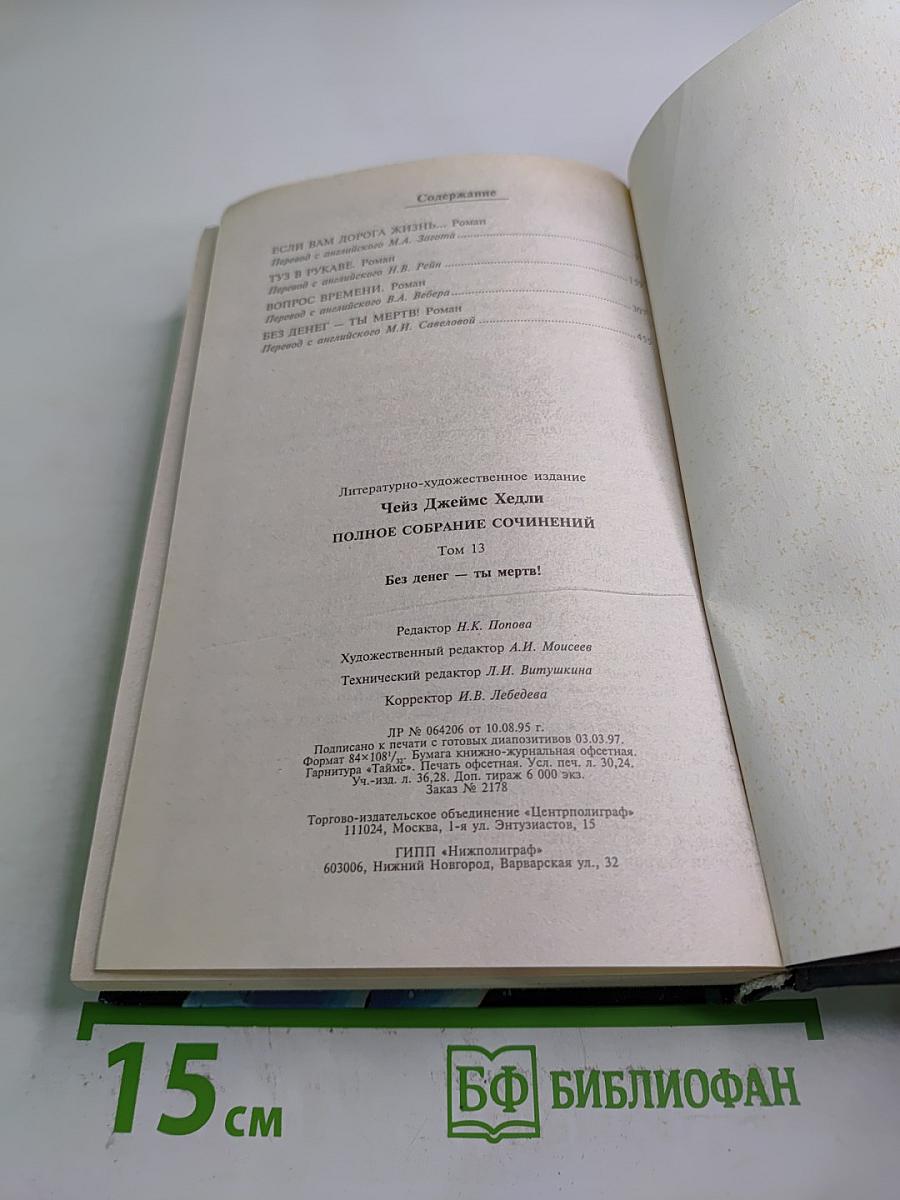 Содержание
ЕСЛИ ВАМ ДОРОГА ЖИЗНЬ... Роман
Перевод с английского М.А. Загота
ТУЗ В РУКАВЕ. Роман
Перевод с английского Н.В. Рейн
ВОПРОС ВРЕМЕНИ. Роман
Перевод с английского В.А. Вебера 307
БЕЗ ДЕНЕГ — ТЫ МЕРТВ! Роман
Перевод с английского М.И. Савеловой 455
Литературно-художественное издание
Чейз Джеймс Хедли
ПОЛНОЕ СОБРАНИЕ СОЧИНЕНИЙ
Том 13
Без денег — ты мертв!
Редактор Н.К. Попова
Художественный редактор А.И. Моисеев
Технический редактор Л.И. Витушкина
Корректор И.В. Лебедева
ЛР № 064206 от 10.08.95 г.
Подписано к печати с готовых диапозитивов 03.03.97.
Формат 84×108¹/₃₂. Бумага книжно-журнальная офсетная.
Гарнитура «Таймс». Печать офсетная. Усл. печ. л. 30,24.
Уч.-изд. л. 36,28. Доп. тираж 6 000 экз.
Заказ № 2178
Торгово-издательское объединение «Центрполиграф»
111024, Москва, 1-я ул. Энтузиастов, 15
ГИПП «Нижполиграф»
603006, Нижний Новгород, Варварская ул., 32
15 см
БФ БИБЛИОФАН